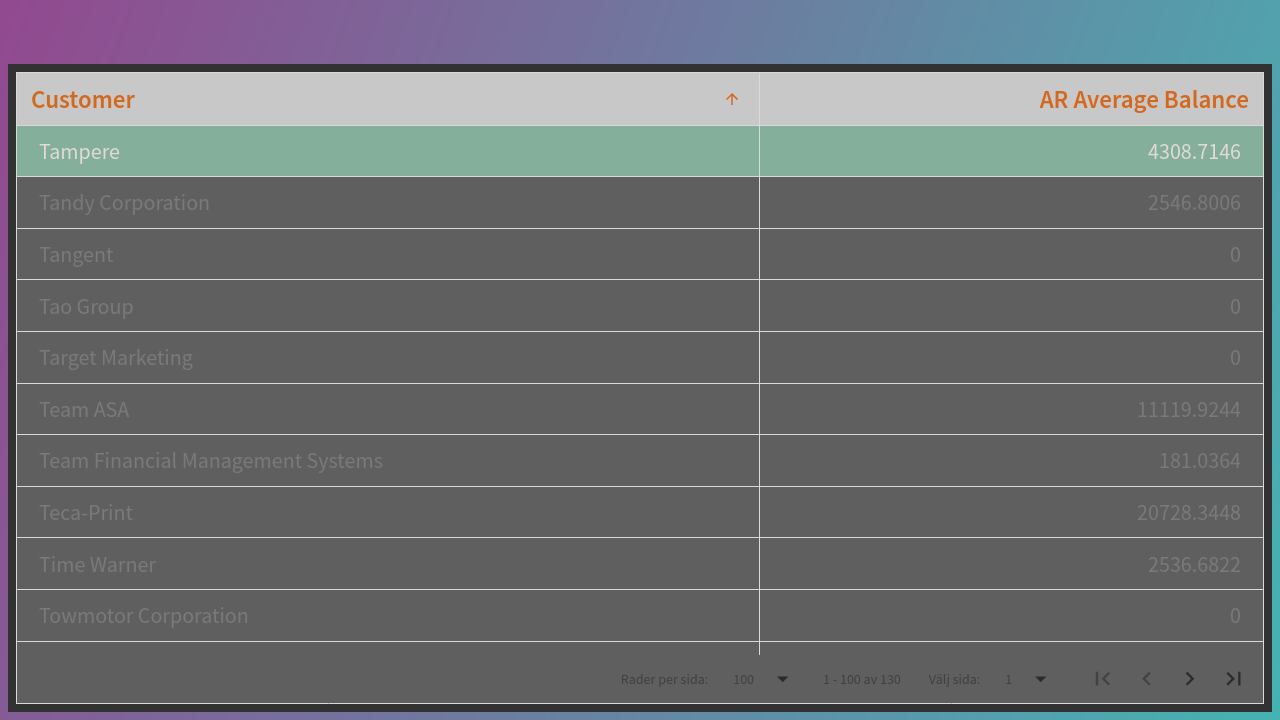 Customer AR Average Balance
Tampere 4308.7146
Tandy Corporation 2546.8006
Tangent 0
Tao Group 0
Target Marketing 0
Team ASA 11119.9244
Team Financial Management Systems 181.0364
Teca-Print 20728.3448
Time Warner 2536.6822
Towmotor Corporation 0
Rader per sida: 100 1 - 100 av 130 Välj sida: 1